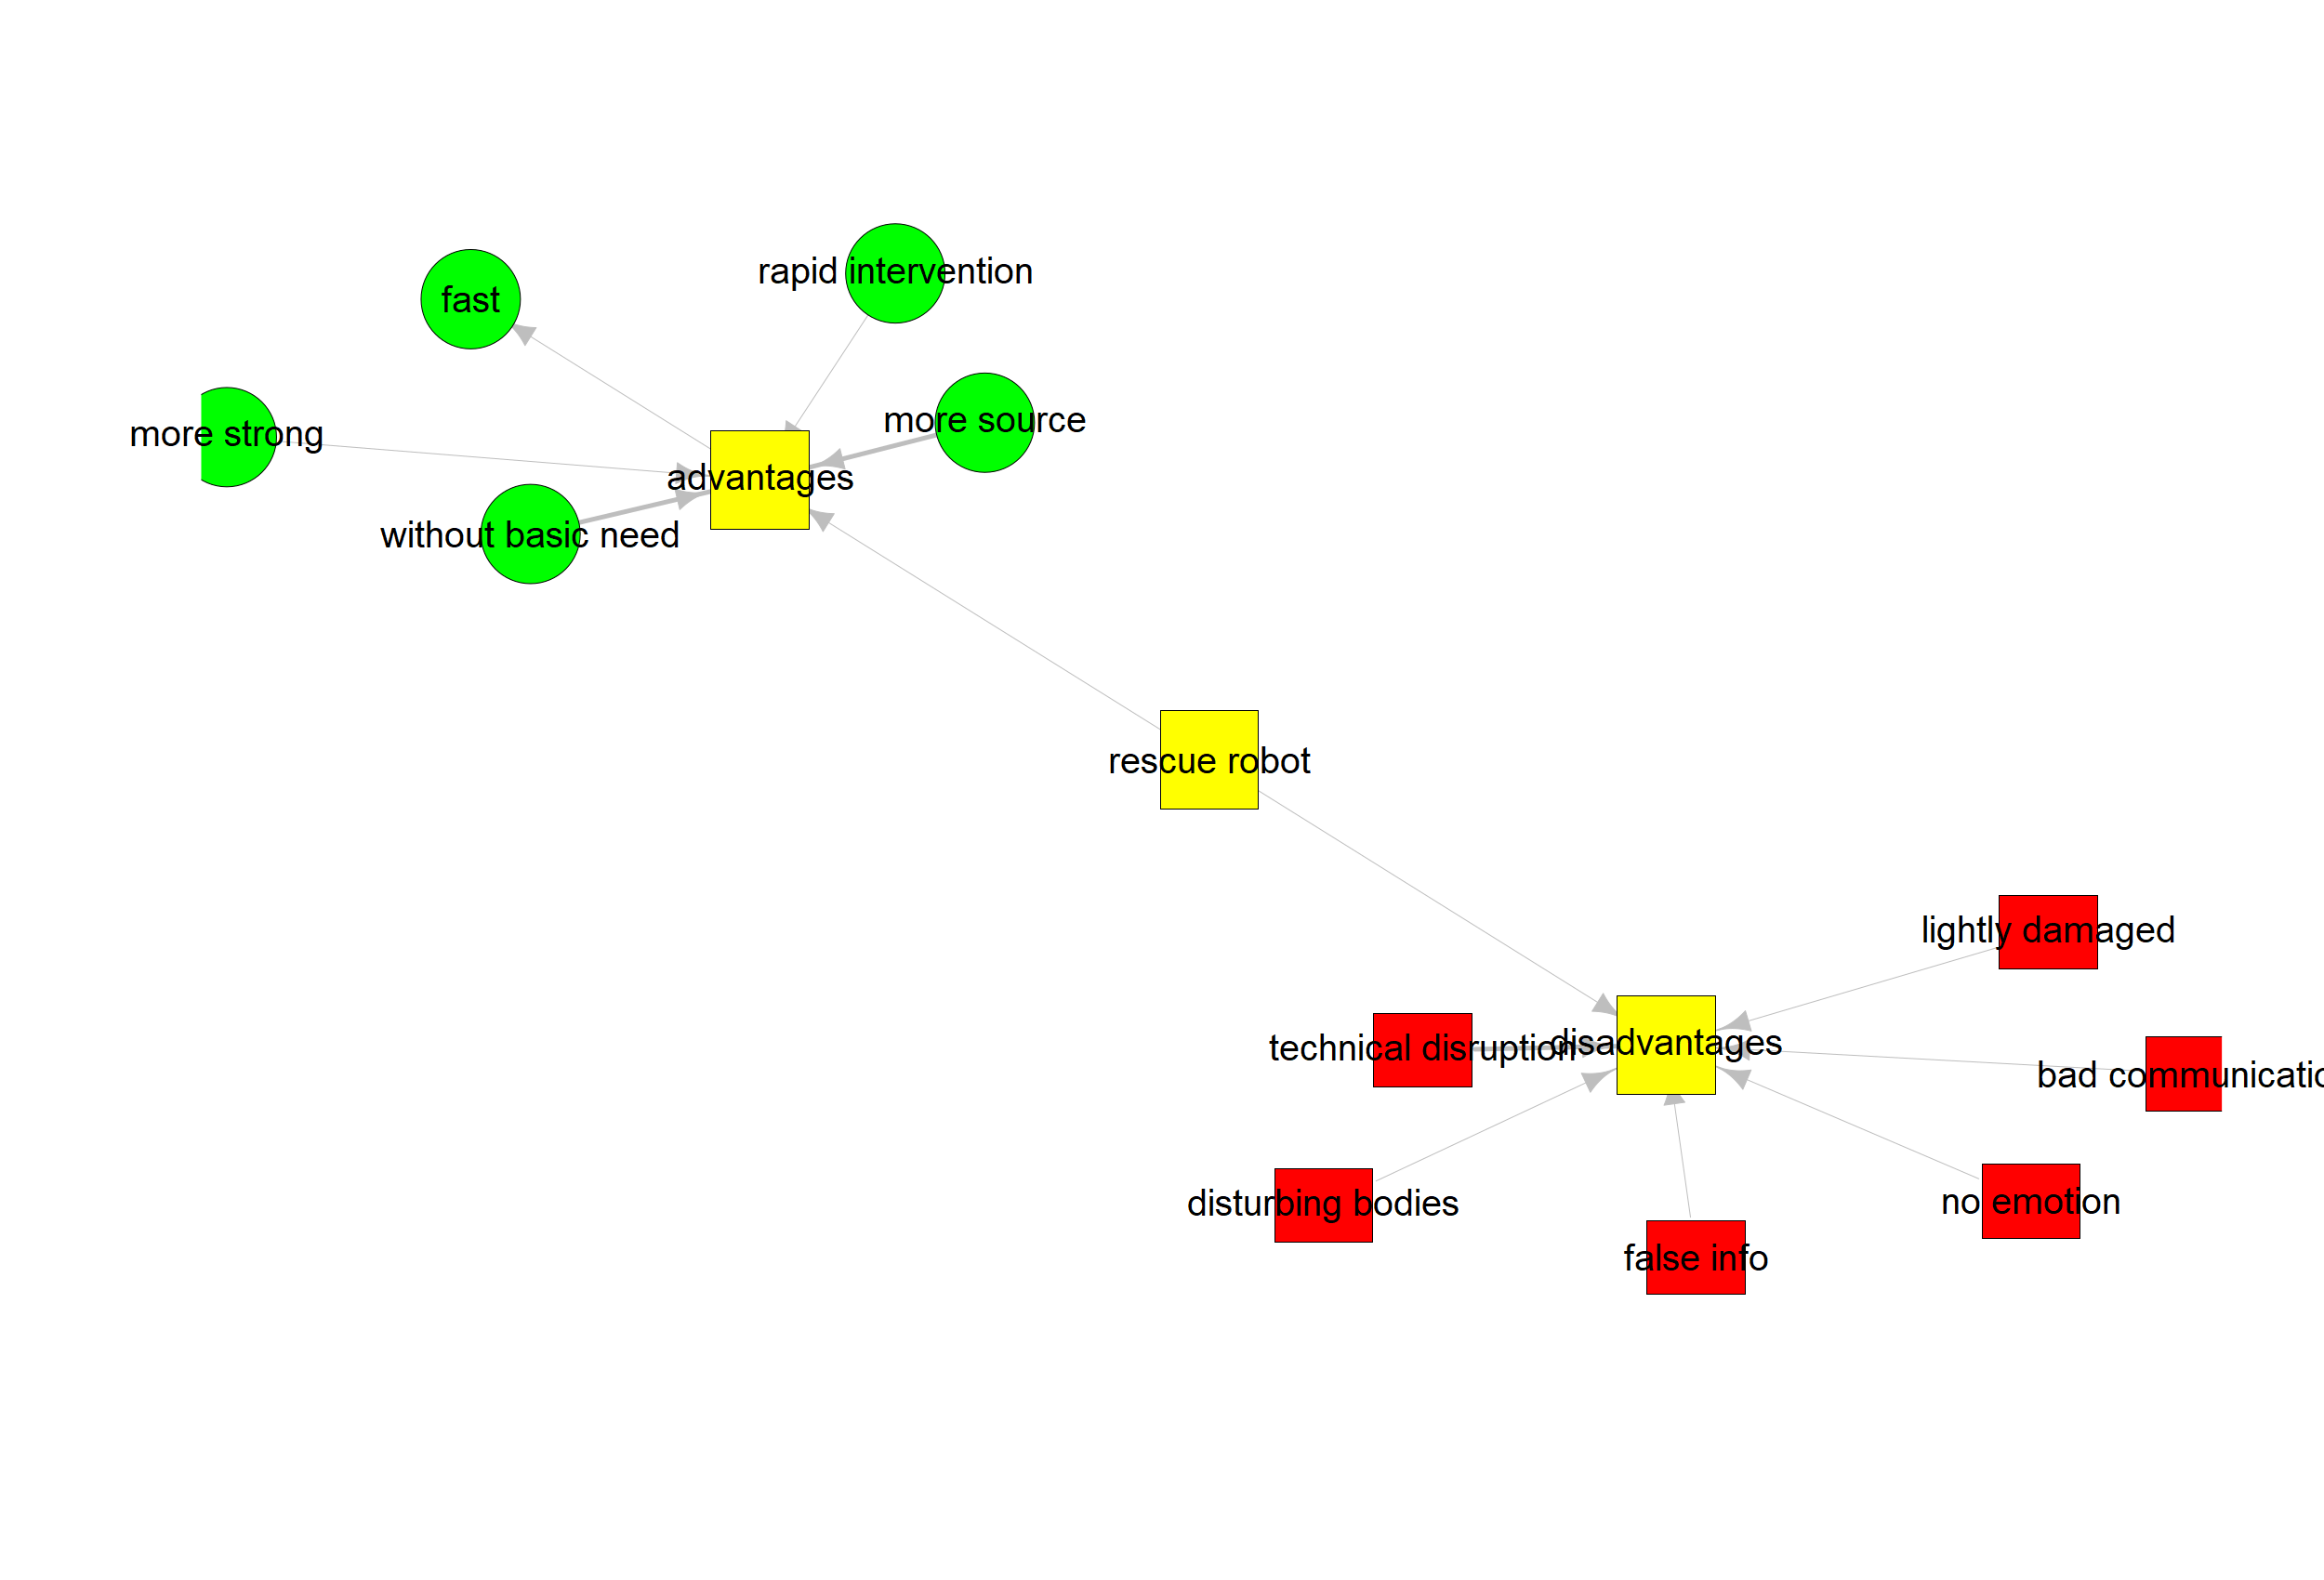 rapid intervention
fast
more source
more strong
advantages
without basic need
rescue robot
lightly damaged
technical disruption
disadvantages
bad communicatio
disturbing bodies
no emotion
false info